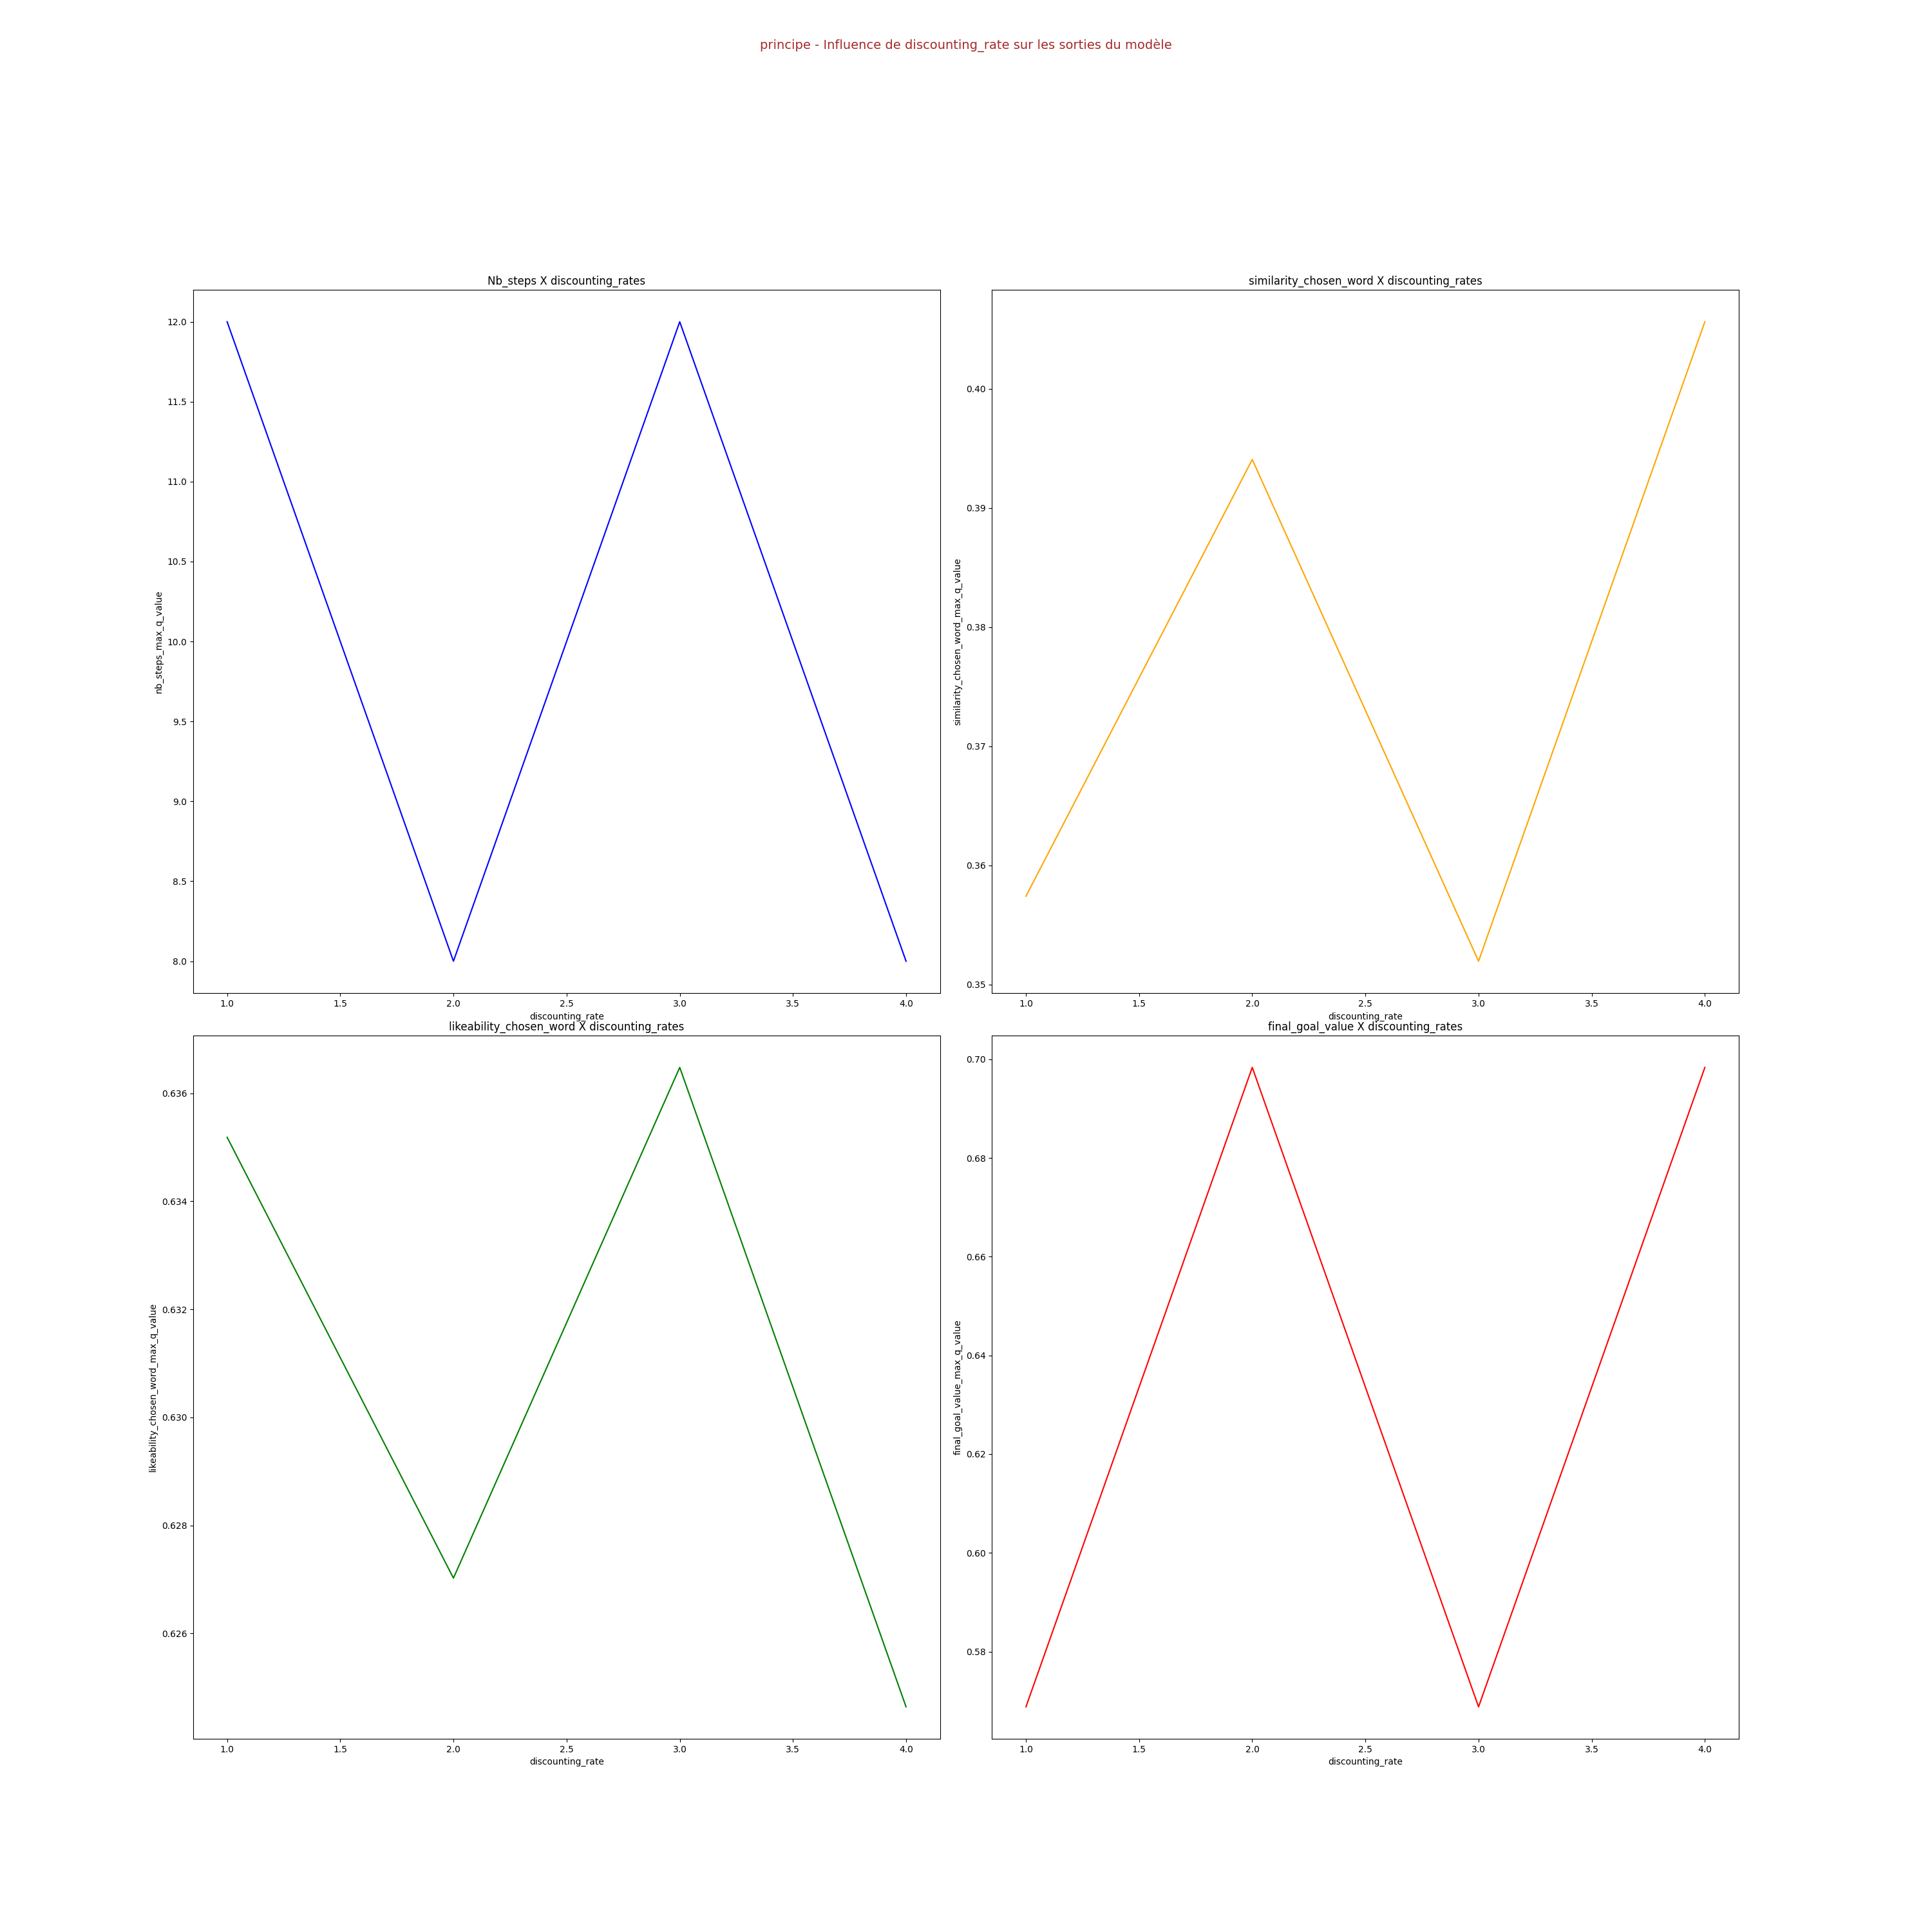 principe - Influence de discounting_rate sur les sorties du modèle
Nb_steps X discounting_rates
12.0
11.5
11.0
10.5
10.0
9.5
9.0
8.5
8.0
nb_steps_max_q_value
1.0 1.5 2.0 2.5 3.0 3.5 4.0
discounting_rate
similarity_chosen_word X discounting_rates
0.40
0.39
0.38
0.37
0.36
0.35
similarity_chosen_word_max_q_value
1.0 1.5 2.0 2.5 3.0 3.5 4.0
discounting_rate
likeability_chosen_word X discounting_rates
0.636
0.634
0.632
0.630
0.628
0.626
likeability_chosen_word_max_q_value
1.0 1.5 2.0 2.5 3.0 3.5 4.0
discounting_rate
final_goal_value X discounting_rates
0.70
0.68
0.66
0.64
0.62
0.60
0.58
final_goal_value_max_q_value
1.0 1.5 2.0 2.5 3.0 3.5 4.0
discounting_rate